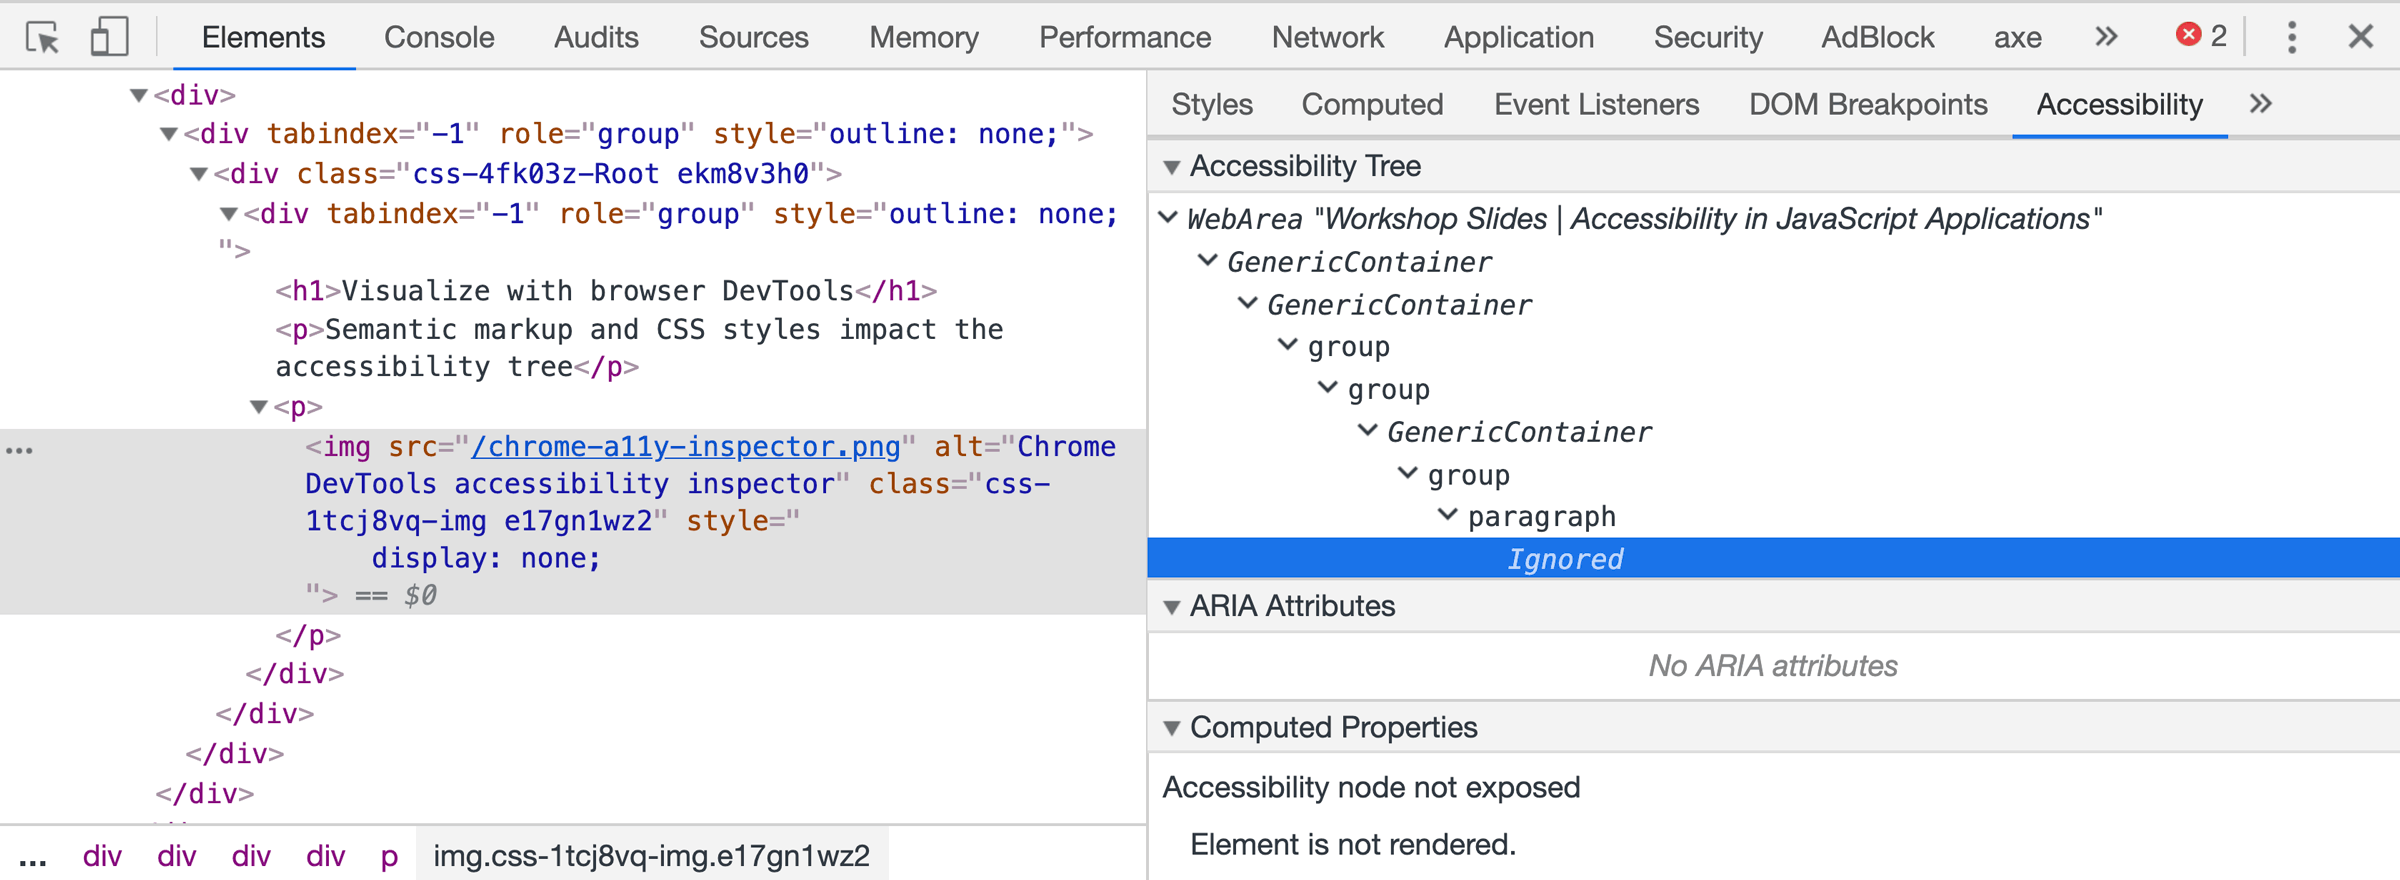 Elements Console Audits Sources Memory Performance Network Application Security AdBlock axe » 2
<div>
<div tabindex="-1" role="group" style="outline: none;">
<div class="css-4fk03z-Root ekm8v3h0">
<div tabindex="-1" role="group" style="outline: none;
">
<h1>Visualize with browser DevTools</h1>
<p>Semantic markup and CSS styles impact the
accessibility tree</p>
<p>
… <img src="/chrome-a11y-inspector.png" alt="Chrome
DevTools accessibility inspector" class="css-
1tcj8vq-img e17gn1wz2" style="
display: none;
"> == $0
</p>
</div>
</div>
</div>
</div>
... div div div div p img.css-1tcj8vq-img.e17gn1wz2
Styles Computed Event Listeners DOM Breakpoints Accessibility »
Accessibility Tree
WebArea "Workshop Slides | Accessibility in JavaScript Applications"
GenericContainer
GenericContainer
group
group
GenericContainer
group
paragraph
Ignored
ARIA Attributes
No ARIA attributes
Computed Properties
Accessibility node not exposed
Element is not rendered.